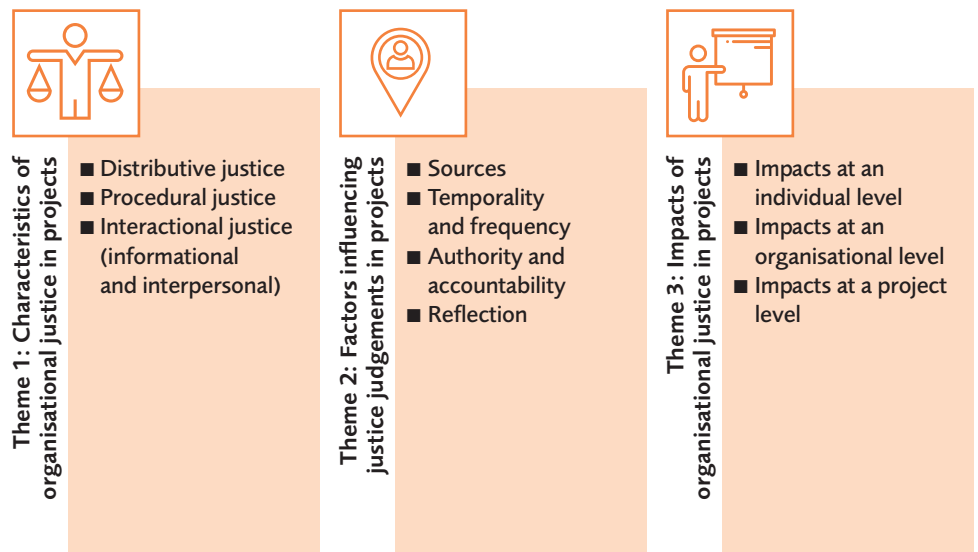 Theme 1: Characteristics of
organisational justice in projects
■ Distributive justice
■ Procedural justice
■ Interactional justice
(informational
and interpersonal)
Theme 2: Factors influencing
justice judgements in projects
■ Sources
■ Temporality
and frequency
■ Authority and
accountability
■ Reflection
Theme 3: Impacts of
organisational justice in projects
■ Impacts at an
individual level
■ Impacts at an
organisational level
■ Impacts at a project
level